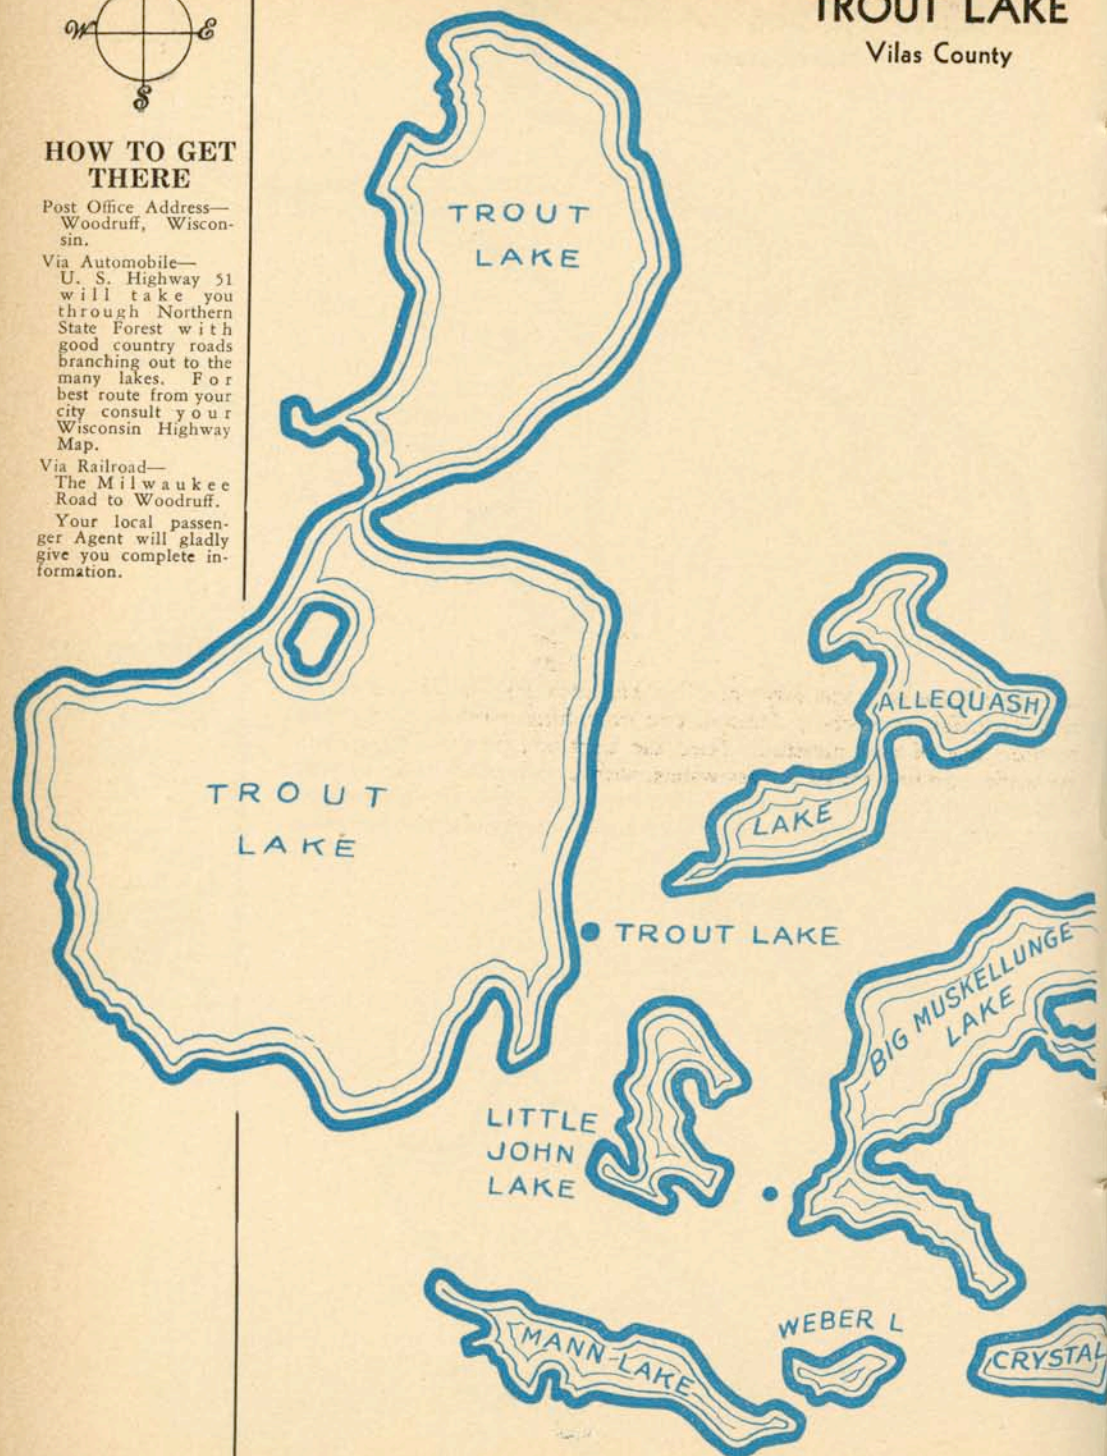 TROUT LAKE
Vilas County
W E
S
HOW TO GET
THERE
Post Office Address—
Woodruff, Wiscon-
sin.
Via Automobile—
U. S. Highway 51
will take you
through Northern
State Forest with
good country roads
branching out to the
many lakes. For
best route from your
city consult your
Wisconsin Highway
Map.
Via Railroad—
The Milwaukee
Road to Woodruff.
Your local passen-
ger Agent will gladly
give you complete in-
formation.
TROUT
LAKE
TROUT
LAKE
ALLEQUASH
LAKE
TROUT LAKE
BIG MUSKELLUNGE
LAKE
LITTLE
JOHN
LAKE
MANN LAKE
WEBER L
CRYSTAL